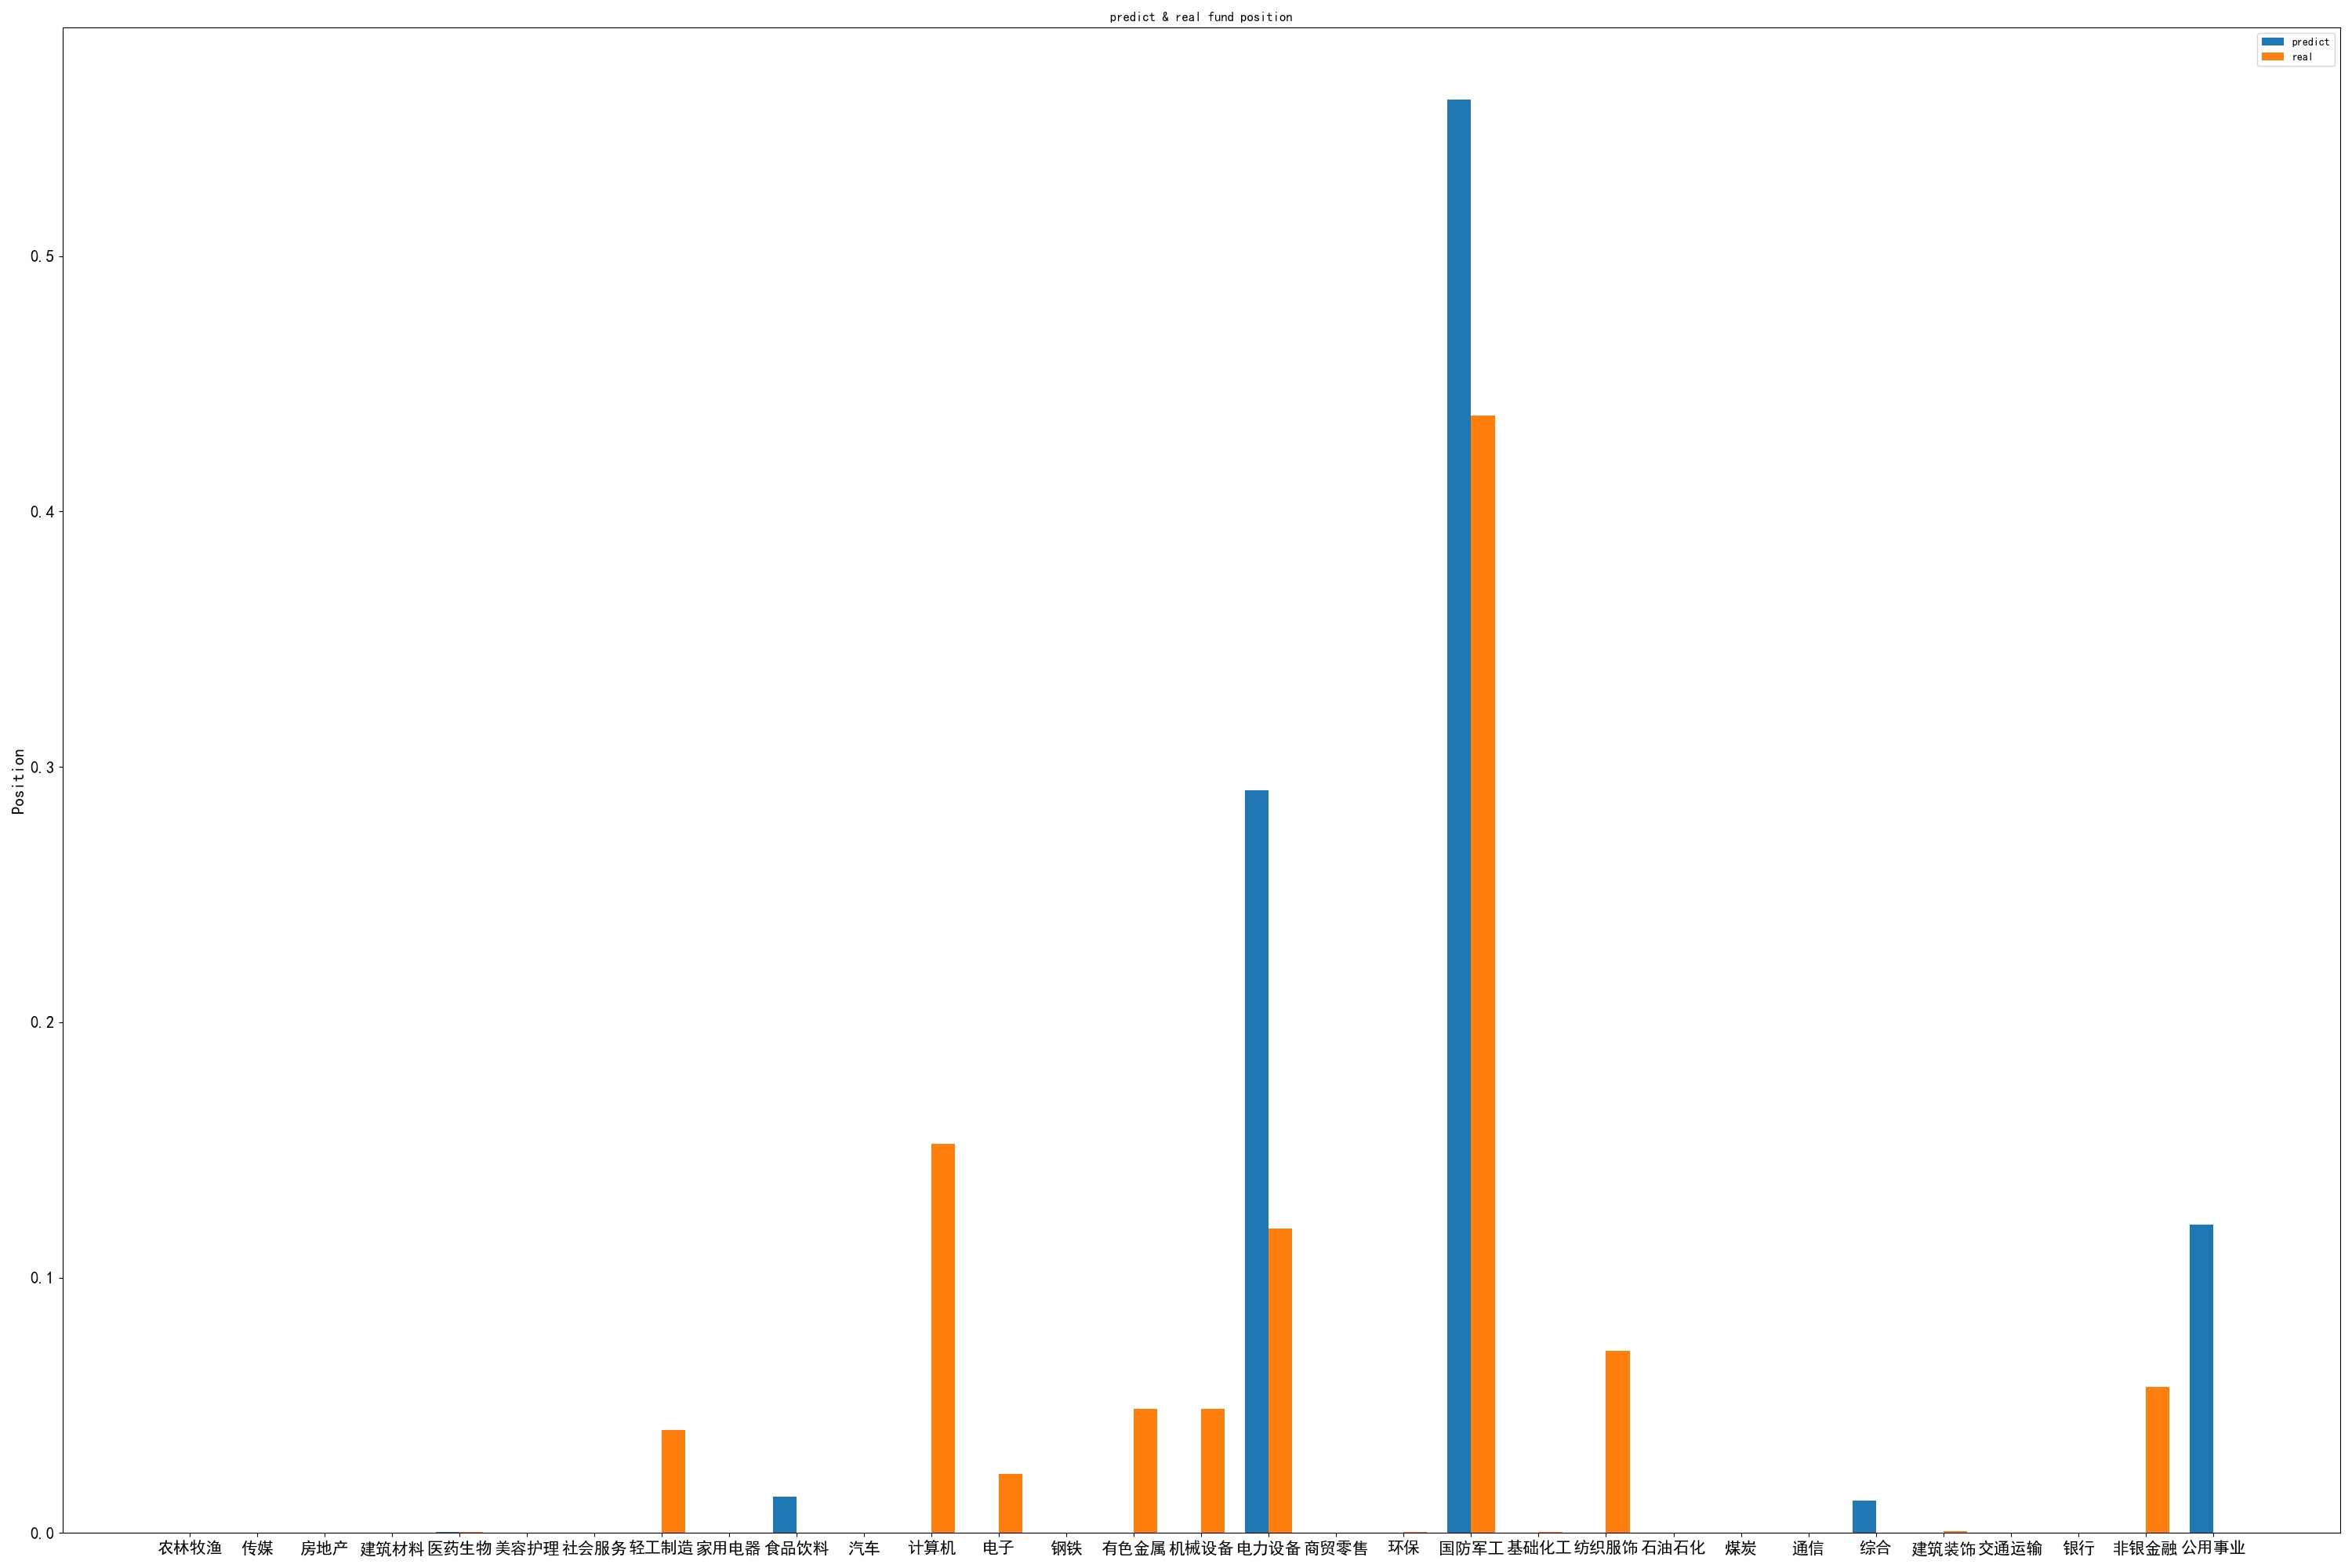 predict & real fund position
predict
real
0.5
0.4
0.3
0.2
0.1
0.0
Position
农林牧渔 传媒 房地产 建筑材料 医药生物 美容护理 社会服务 轻工制造 家用电器 食品饮料 汽车 计算机 电子 钢铁 有色金属 机械设备 电力设备 商贸零售 环保 国防军工 基础化工 纺织服饰 石油石化 煤炭 通信 综合 建筑装饰 交通运输 银行 非银金融 公用事业